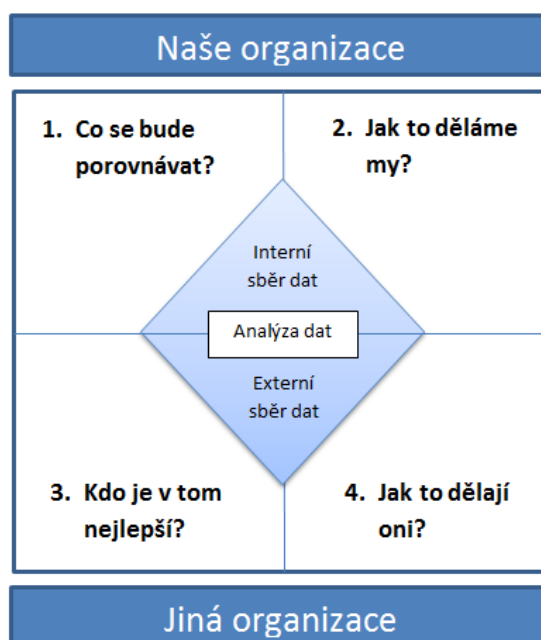 Naše organizace
1. Co se bude
porovnávat?
2. Jak to děláme
my?
Interní
sběr dat
Analýza dat
Externí
sběr dat
3. Kdo je v tom
nejlepší?
4. Jak to dělají
oni?
Jiná organizace